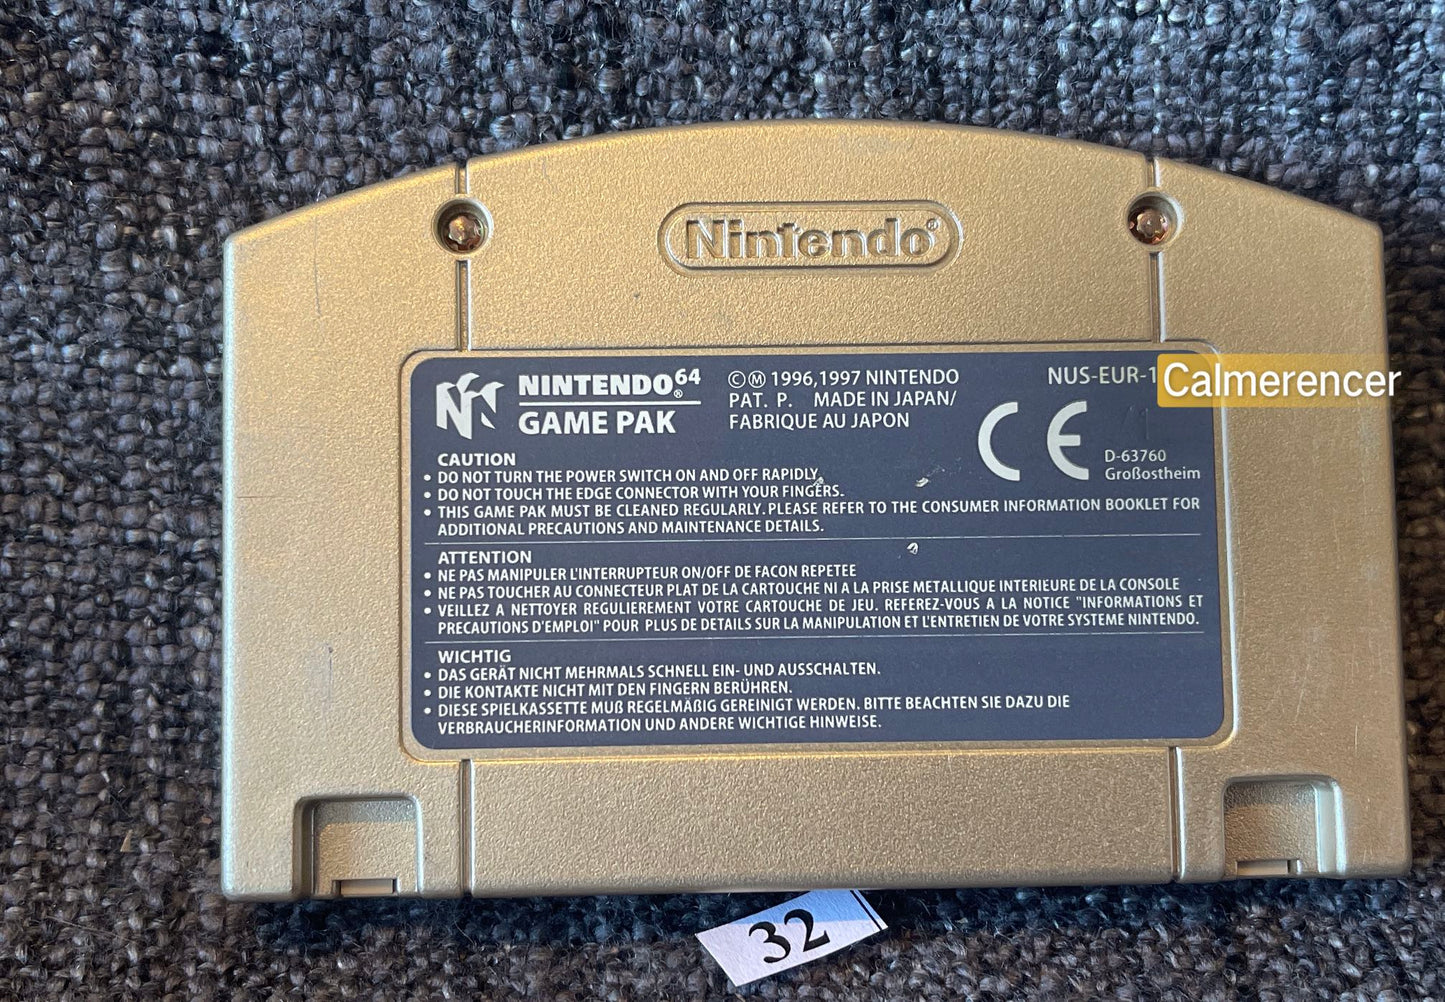 Nintendo®
NINTENDO64®
GAME PAK
©Ⓜ 1996,1997 NINTENDO
PAT. P. MADE IN JAPAN/
FABRIQUE AU JAPON
NUS-EUR-1
Calmerencer
CE
D-63760
Großostheim
CAUTION
• DO NOT TURN THE POWER SWITCH ON AND OFF RAPIDLY.
• DO NOT TOUCH THE EDGE CONNECTOR WITH YOUR FINGERS.
• THIS GAME PAK MUST BE CLEANED REGULARLY. PLEASE REFER TO THE CONSUMER INFORMATION BOOKLET FOR
ADDITIONAL PRECAUTIONS AND MAINTENANCE DETAILS.
ATTENTION
• NE PAS MANIPULER L'INTERRUPTEUR ON/OFF DE FACON REPETEE
• NE PAS TOUCHER AU CONNECTEUR PLAT DE LA CARTOUCHE NI A LA PRISE METALLIQUE INTERIEURE DE LA CONSOLE
• VEILLEZ A NETTOYER REGULIEREMENT VOTRE CARTOUCHE DE JEU. REFEREZ-VOUS A LA NOTICE "INFORMATIONS ET
PRECAUTIONS D'EMPLOI" POUR PLUS DE DETAILS SUR LA MANIPULATION ET L'ENTRETIEN DE VOTRE SYSTEME NINTENDO.
WICHTIG
• DAS GERÄT NICHT MEHRMALS SCHNELL EIN- UND AUSSCHALTEN.
• DIE KONTAKTE NICHT MIT DEN FINGERN BERÜHREN.
• DIESE SPIELKASSETTE MUß REGELMÄßIG GEREINIGT WERDEN. BITTE BEACHTEN SIE DAZU DIE
VERBRAUCHERINFORMATION UND ANDERE WICHTIGE HINWEISE.
32